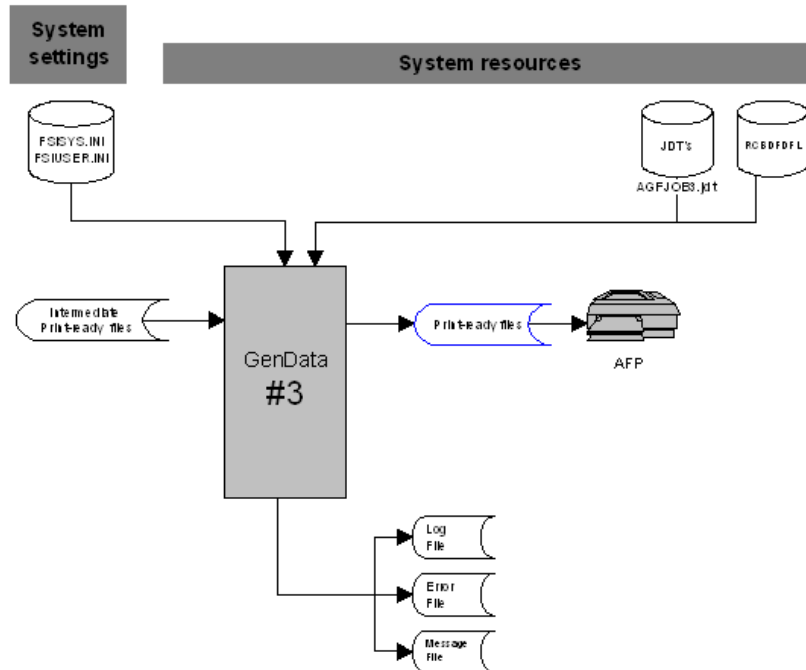 System
settings
System resources
FSISYS.INI
FSIUSER.INI
JDT's
AGFJOB3.jdt
RCBDFDFL
Intermediate
Print-ready files
GenData
#3
Print-ready files
AFP
Log
File
Error
File
Message
File